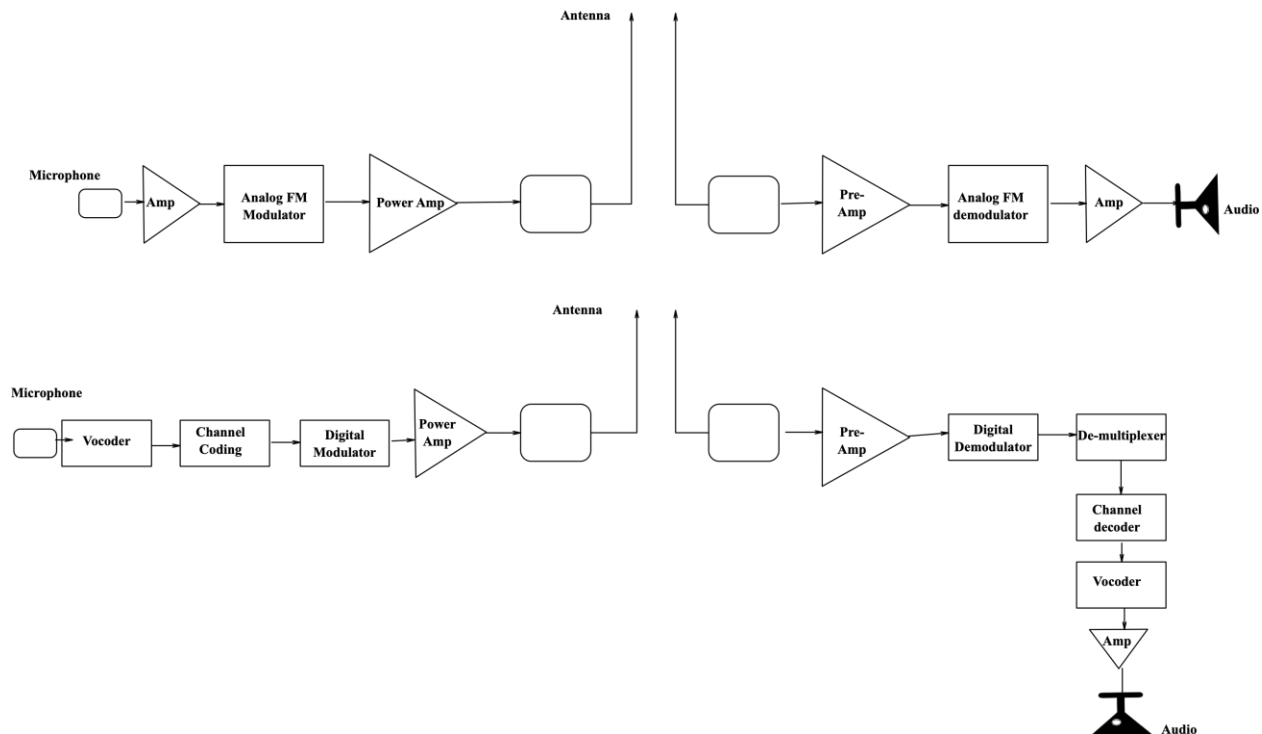 Antenna
Microphone
Amp
Analog FM
Modulator
Power Amp
Pre-
Amp
Analog FM
demodulator
Amp
Audio
Antenna
Microphone
Vocoder
Channel
Coding
Digital
Modulator
Power
Amp
Pre-
Amp
Digital
Demodulator
De-multiplexer
Channel
decoder
Vocoder
Amp
Audio